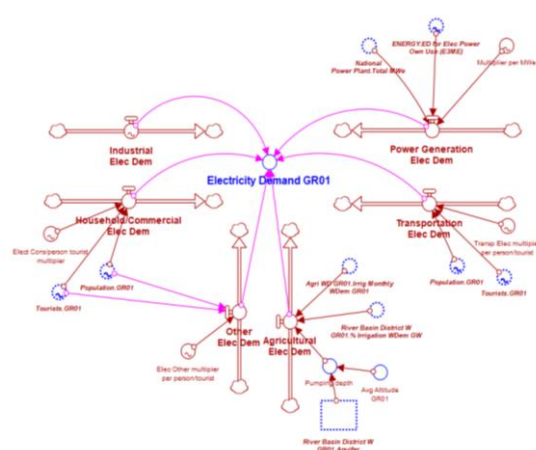 ENERGY.ED for Elec Power
Own Use (E3ME)
National
Power Plant.Total MWe
Multiplier per MWe
Industrial
Elec Dem
Power Generation
Elec Dem
Electricity Demand GR01
Household/Commercial
Elec Dem
Transportation
Elec Dem
Elect Cons/person tourist
multiplier
Transp Elec multiplier
per person/tourist
Population.GR01
Tourists.GR01
Population.GR01
Tourists.GR01
Agri WD GR01.Irrig Monthly
WDem GR01
Other
Elec Dem
Agricultural
Elec Dem
River Basin District W
GR01.% Irrigation WDem GW
Elec Other multiplier
per person/tourist
Pumping depth
Avg Altitude
GR01
River Basin District W
GR01.Aquifer